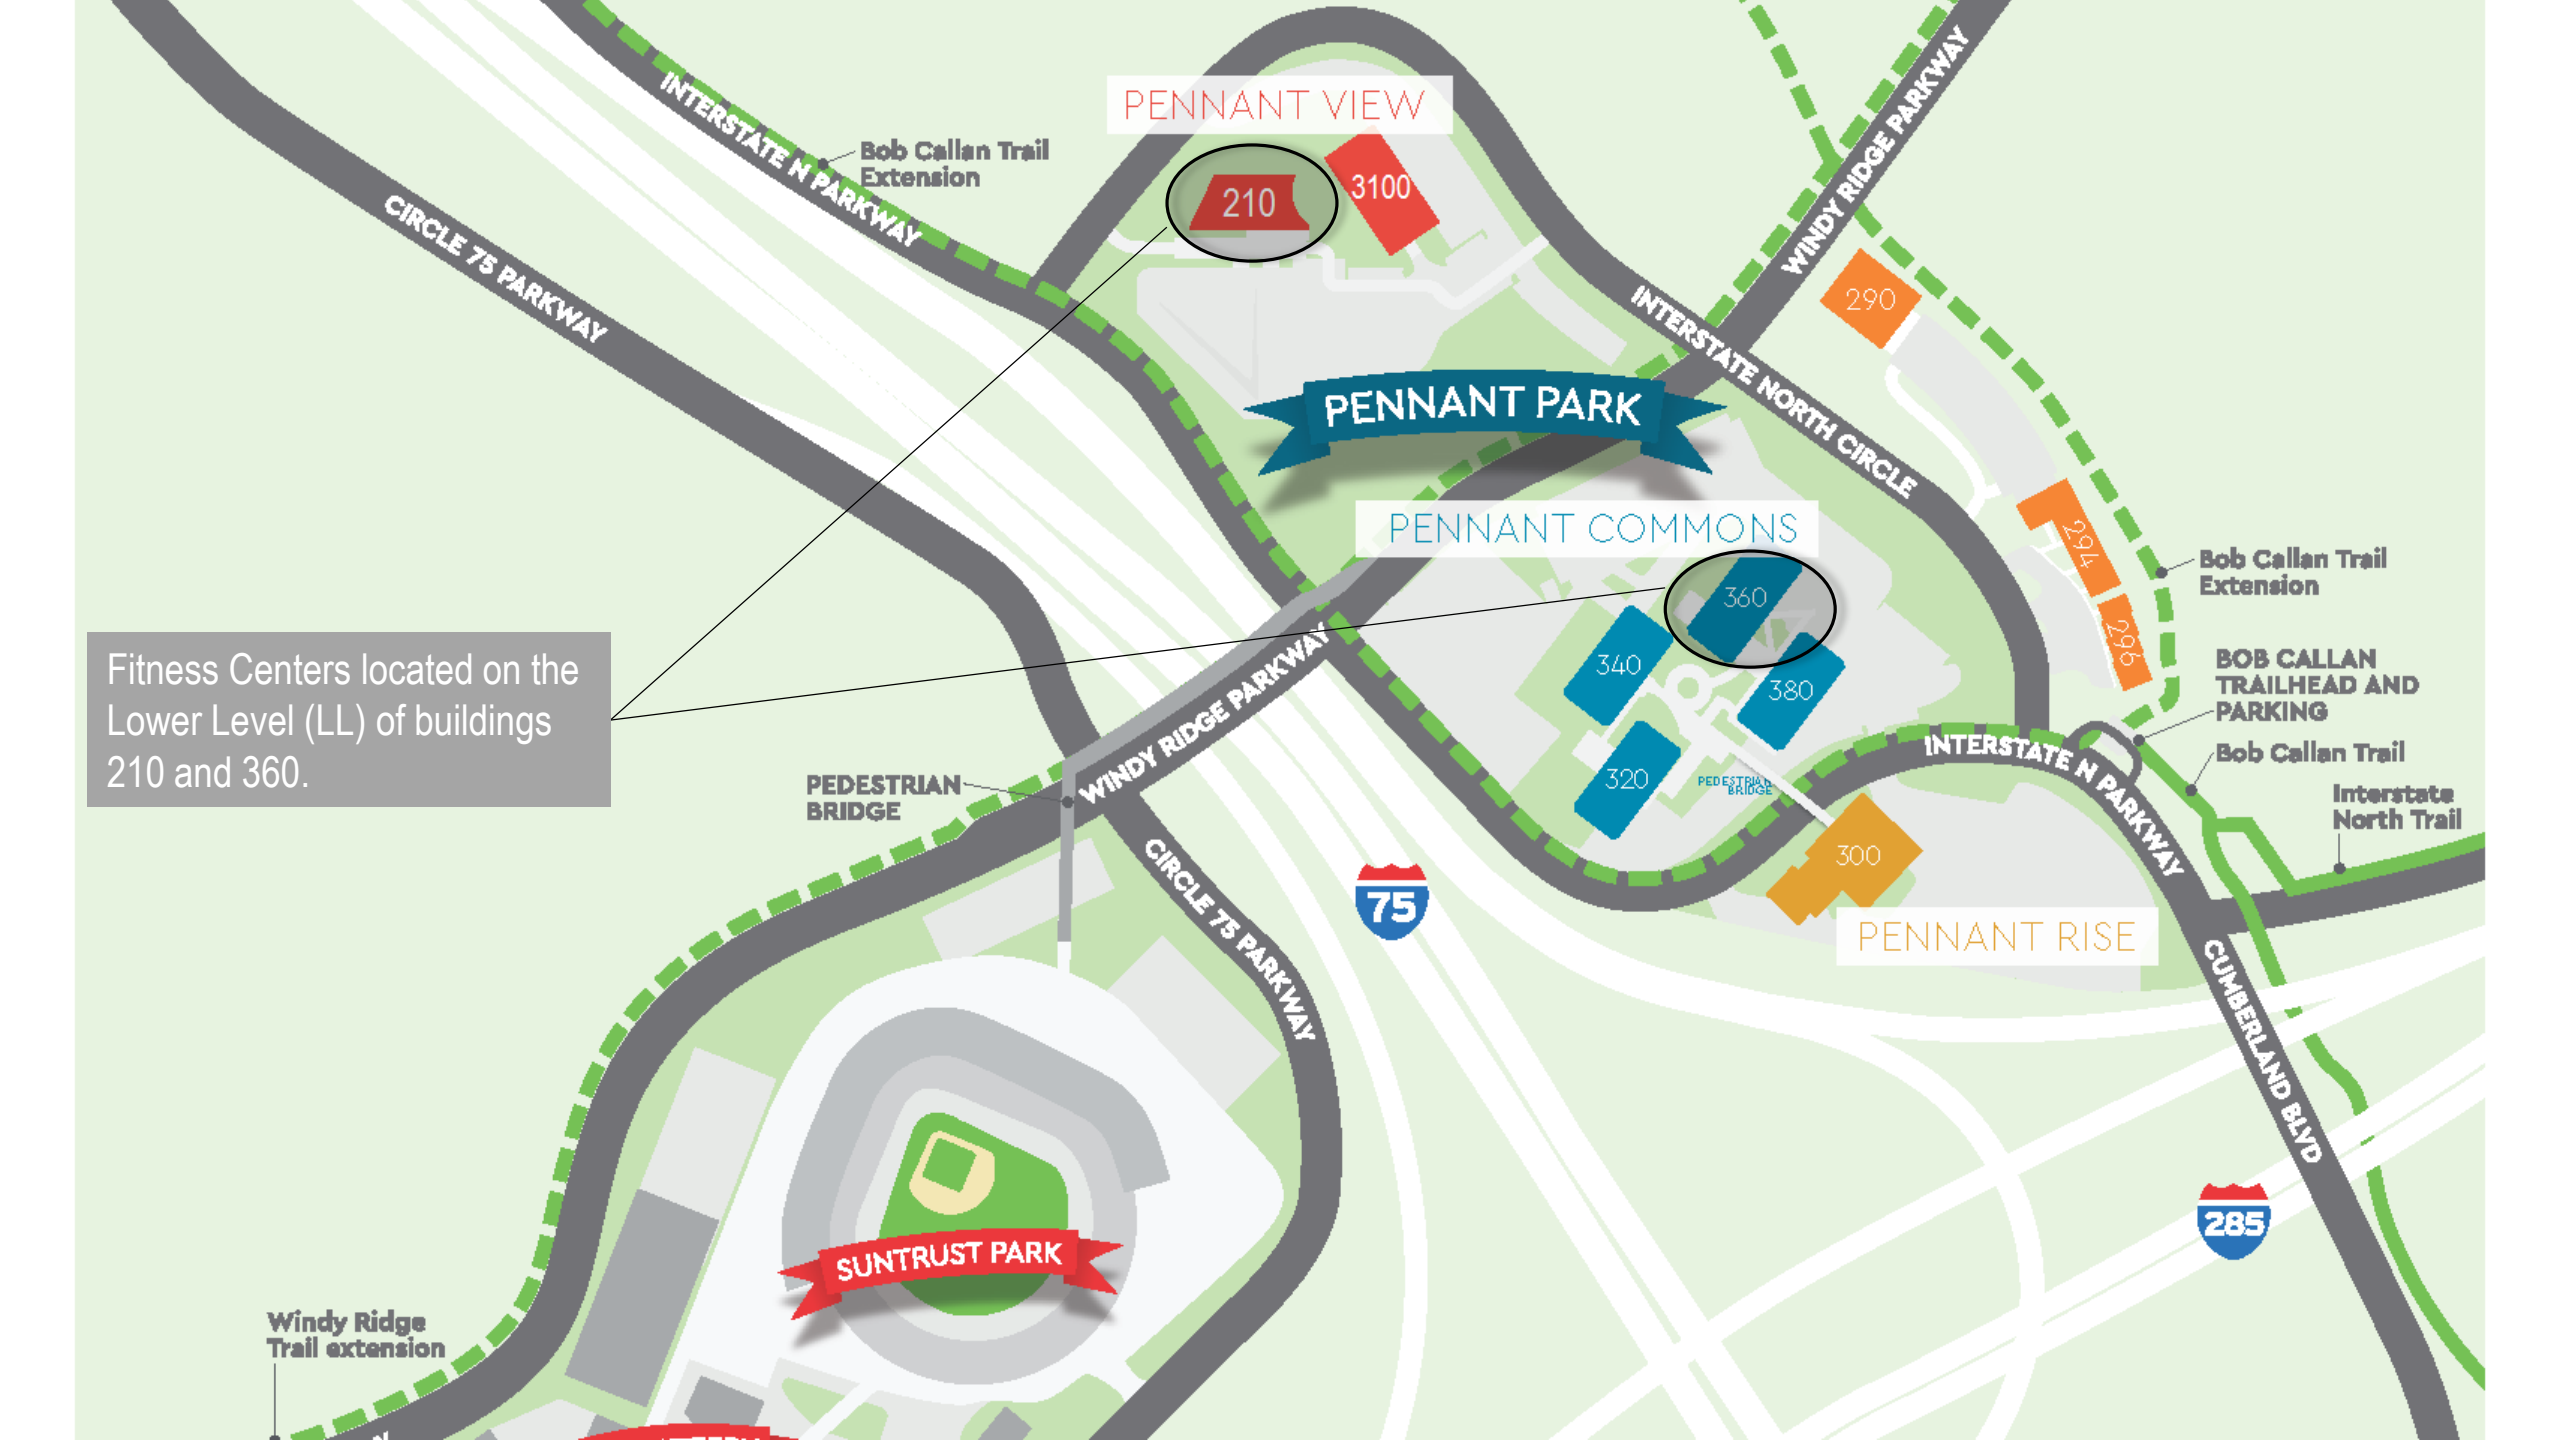 INTERSTATE N PARKWAY
PENNANT VIEW
Bob Callan Trail
Extension
210
3100
CIRCLE 75 PARKWAY
WINDY RIDGE PARKWAY
290
INTERSTATE NORTH CIRCLE
PENNANT PARK
PENNANT COMMONS
294
Bob Callan Trail
Extension
360
296
340
380
Fitness Centers located on the
Lower Level (LL) of buildings
210 and 360.
WINDY RIDGE PARKWAY
BOB CALLAN
TRAILHEAD AND
PARKING
Bob Callan Trail
INTERSTATE N PARKWAY
PEDESTRIAN
BRIDGE
320
PEDESTRIAN
BRIDGE
Interstate
North Trail
300
CIRCLE 75 PARKWAY
75
PENNANT RISE
CUMBERLAND BLVD
285
SUNTRUST PARK
Windy Ridge
Trail extension